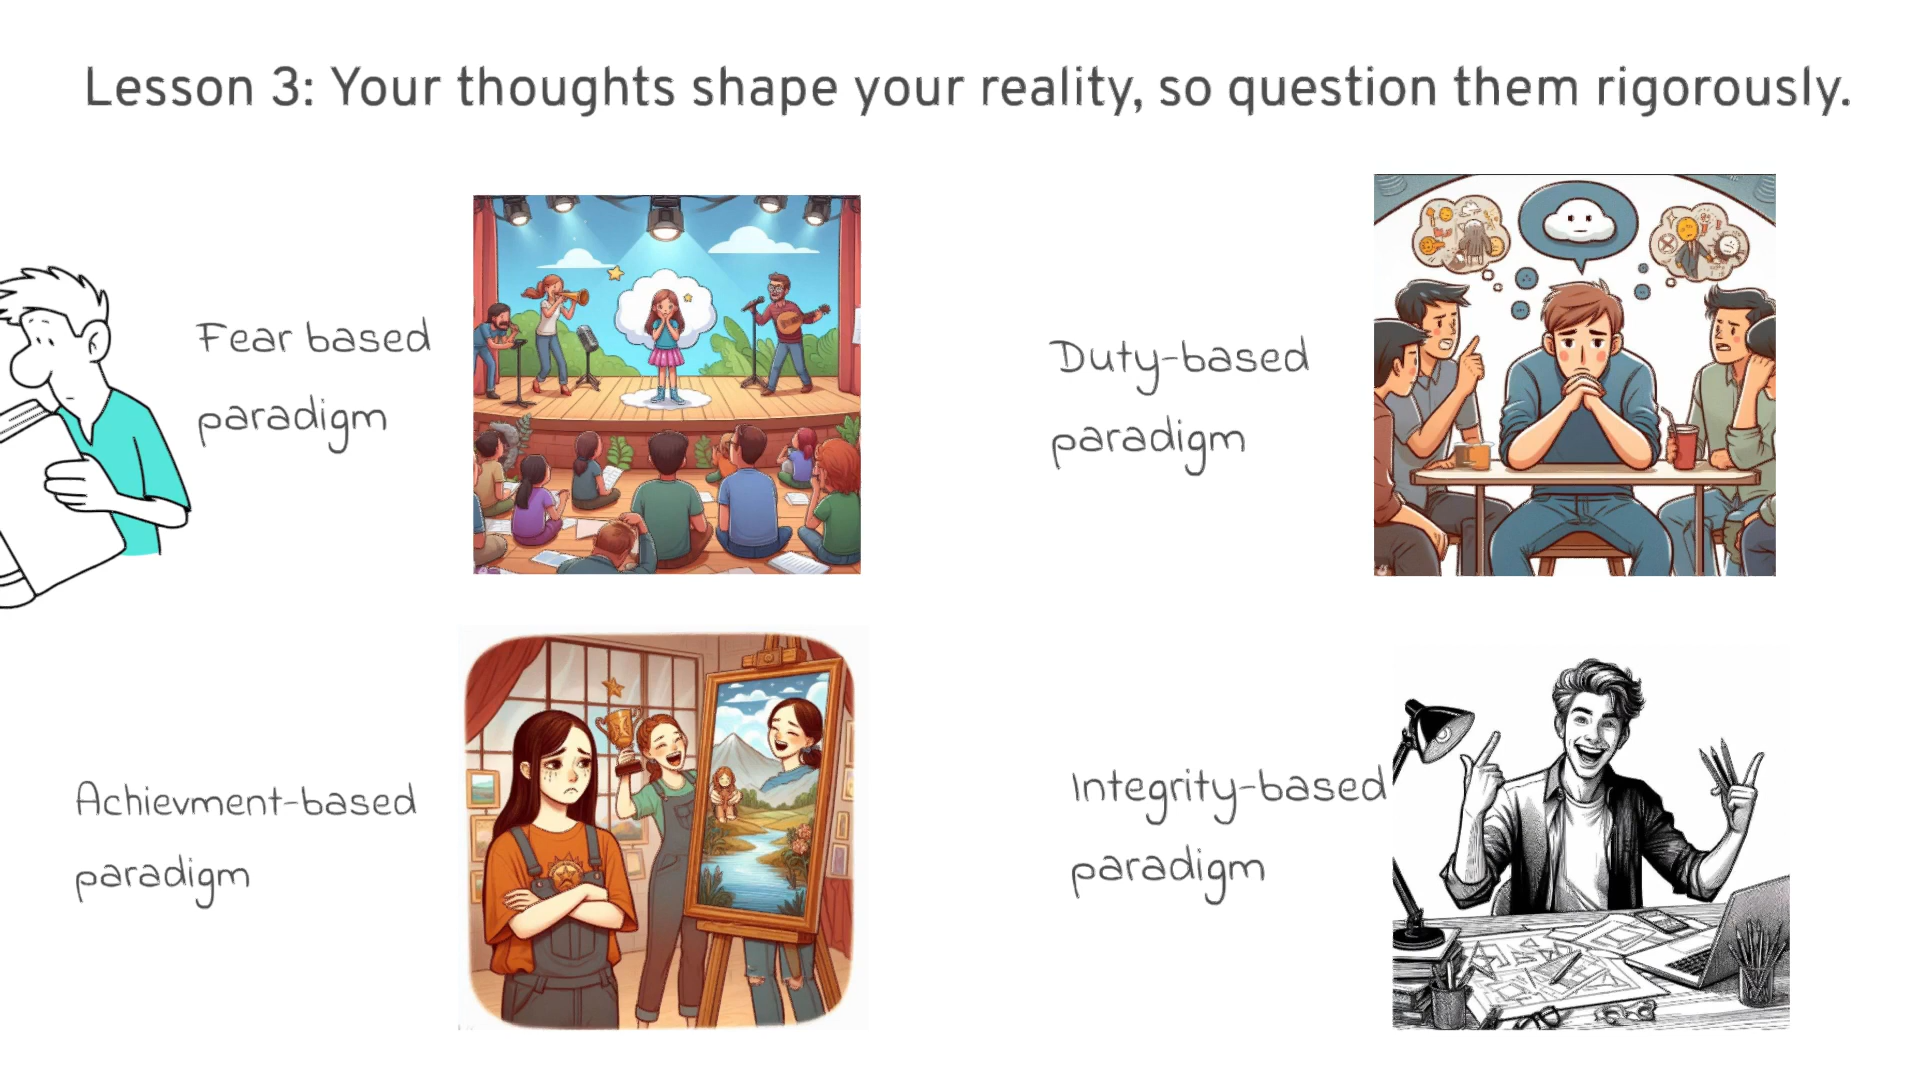 Lesson 3: Your thoughts shape your reality, so question them rigorously.
Fear based
paradigm
Duty-based
paradigm
Achievment-based
paradigm
Integrity-based
paradigm